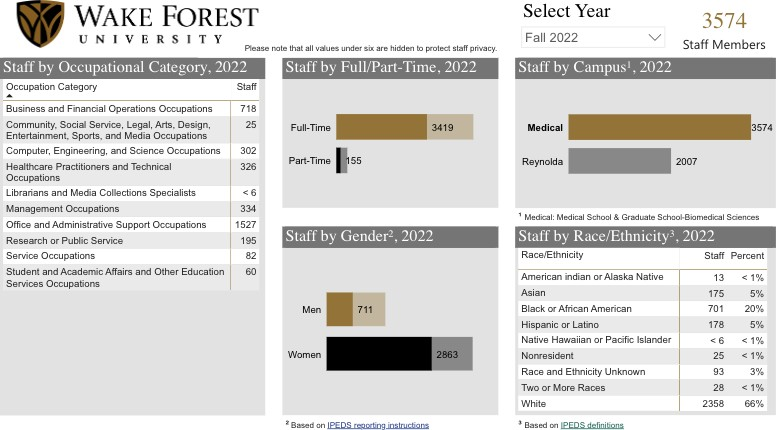 WAKE FOREST
UNIVERSITY
Please note that all values under six are hidden to protect staff privacy.
Select Year
Fall 2022
3574
Staff Members
Staff by Occupational Category, 2022
Occupation Category Staff
Business and Financial Operations Occupations 718
Community, Social Service, Legal, Arts, Design, 25
Entertainment, Sports, and Media Occupations
Computer, Engineering, and Science Occupations 302
Healthcare Practitioners and Technical 326
Occupations
Librarians and Media Collections Specialists < 6
Management Occupations 334
Office and Administrative Support Occupations 1527
Research or Public Service 195
Service Occupations 82
Student and Academic Affairs and Other Education 60
Services Occupations
Staff by Full/Part-Time, 2022
Full-Time 3419
Part-Time 155
Staff by Campus¹, 2022
Medical 3574
Reynolda 2007
¹ Medical: Medical School & Graduate School-Biomedical Sciences
Staff by Gender², 2022
Men 711
Women 2863
² Based on IPEDS reporting instructions
Staff by Race/Ethnicity³, 2022
Race/Ethnicity Staff Percent
American indian or Alaska Native 13 < 1%
Asian 175 5%
Black or African American 701 20%
Hispanic or Latino 178 5%
Native Hawaiian or Pacific Islander < 6 < 1%
Nonresident 25 < 1%
Race and Ethnicity Unknown 93 3%
Two or More Races 28 < 1%
White 2358 66%
³ Based on IPEDS definitions